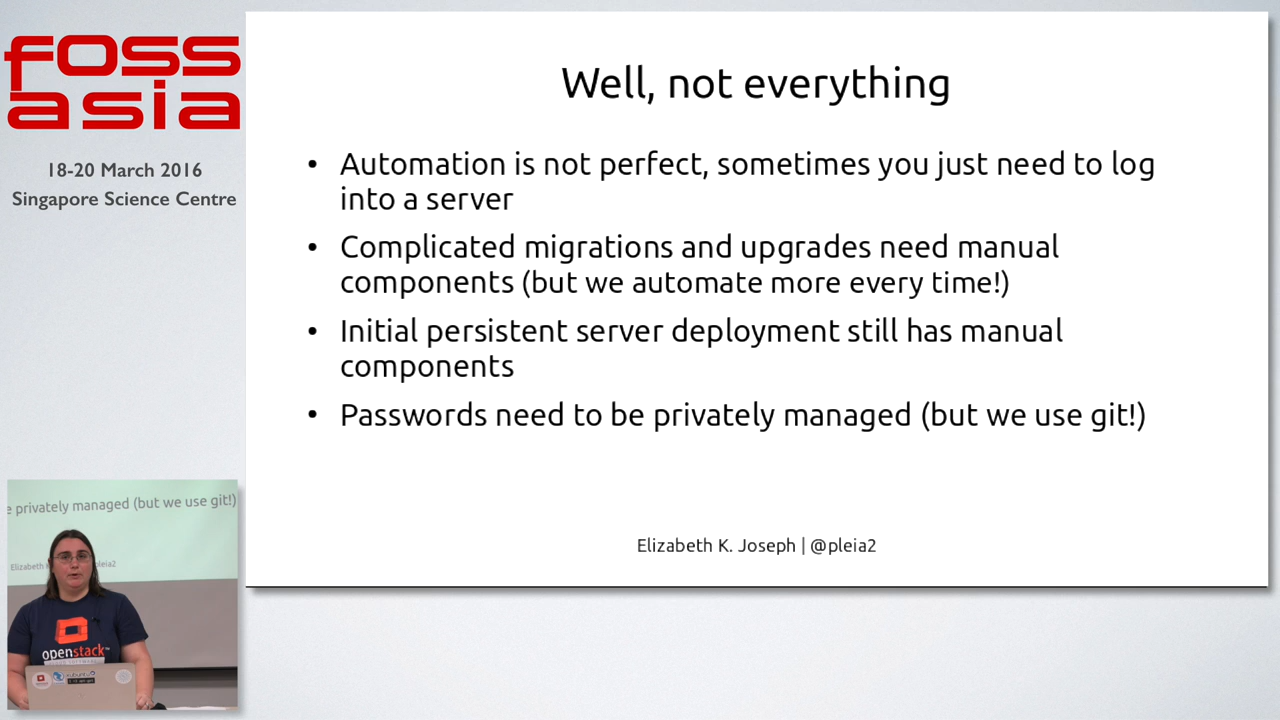 foss
asia
18-20 March 2016
Singapore Science Centre
Well, not everything
• Automation is not perfect, sometimes you just need to log
into a server
• Complicated migrations and upgrades need manual
components (but we automate more every time!)
• Initial persistent server deployment still has manual
components
• Passwords need to be privately managed (but we use git!)
Elizabeth K. Joseph | @pleia2
e privately managed (but we use git!)
Elizabeth K
pleia2
openstack
xubuntu